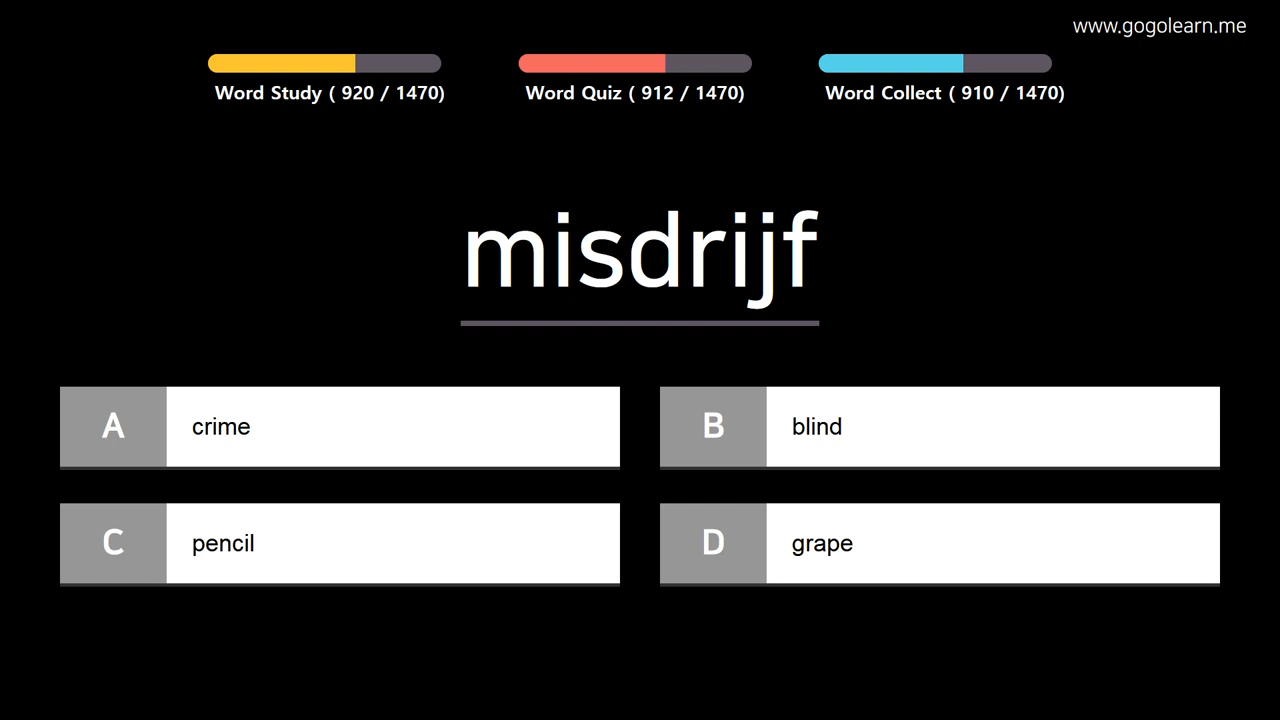 www.gogolearn.me
Word Study ( 920 / 1470)
Word Quiz ( 912 / 1470)
Word Collect ( 910 / 1470)
misdrijf
A
crime
B
blind
C
pencil
D
grape